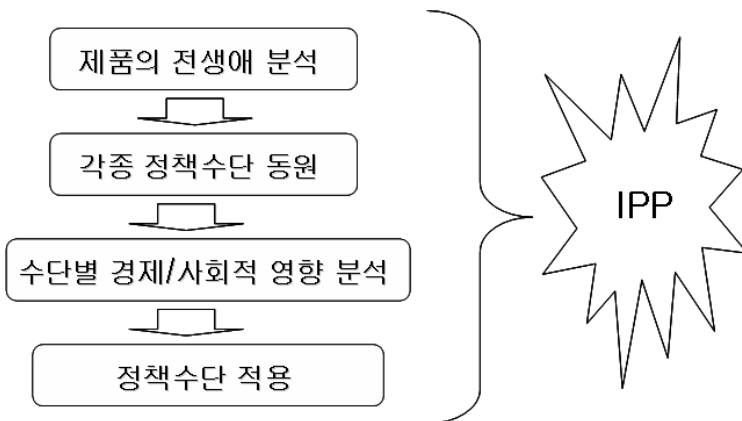 제품의 전생애 분석
각종 정책수단 동원
수단별 경제/사회적 영향 분석
정책수단 적용
IPP